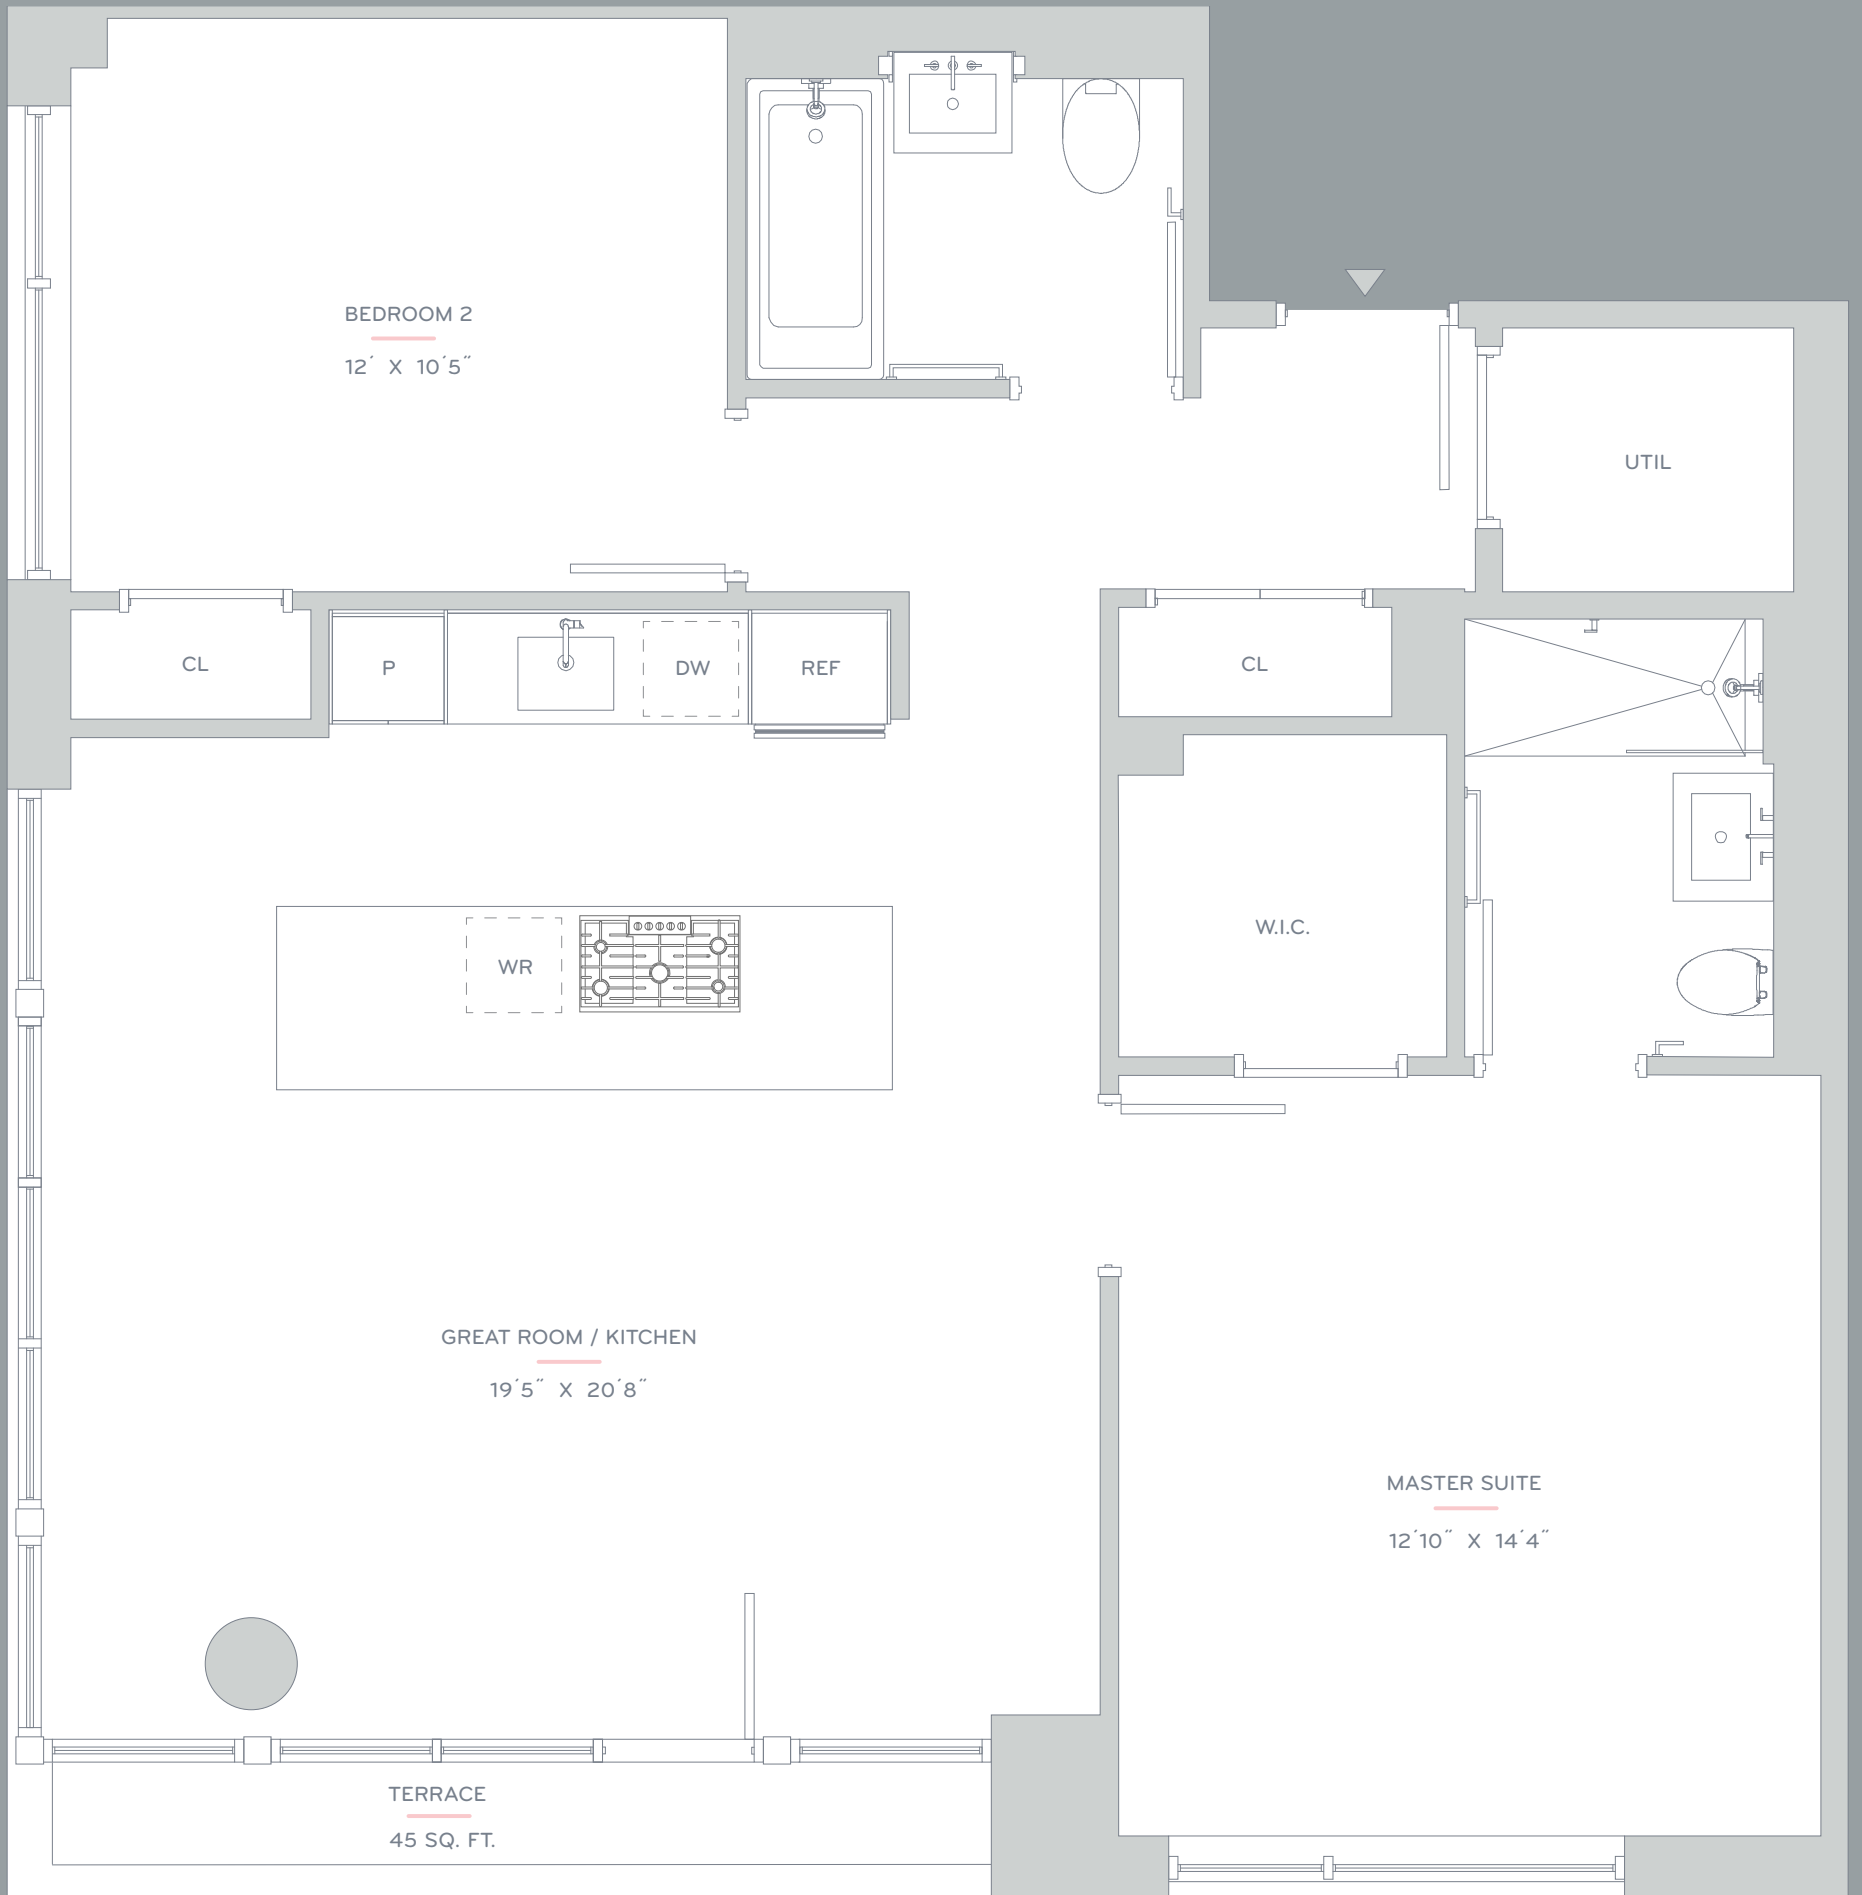 BEDROOM 2
12´ X 10´5˝
UTIL
CL
P
DW
REF
CL
W.I.C.
WR
GREAT ROOM / KITCHEN
19´5˝ X 20´8˝
MASTER SUITE
12´10˝ X 14´4˝
TERRACE
45 SQ. FT.